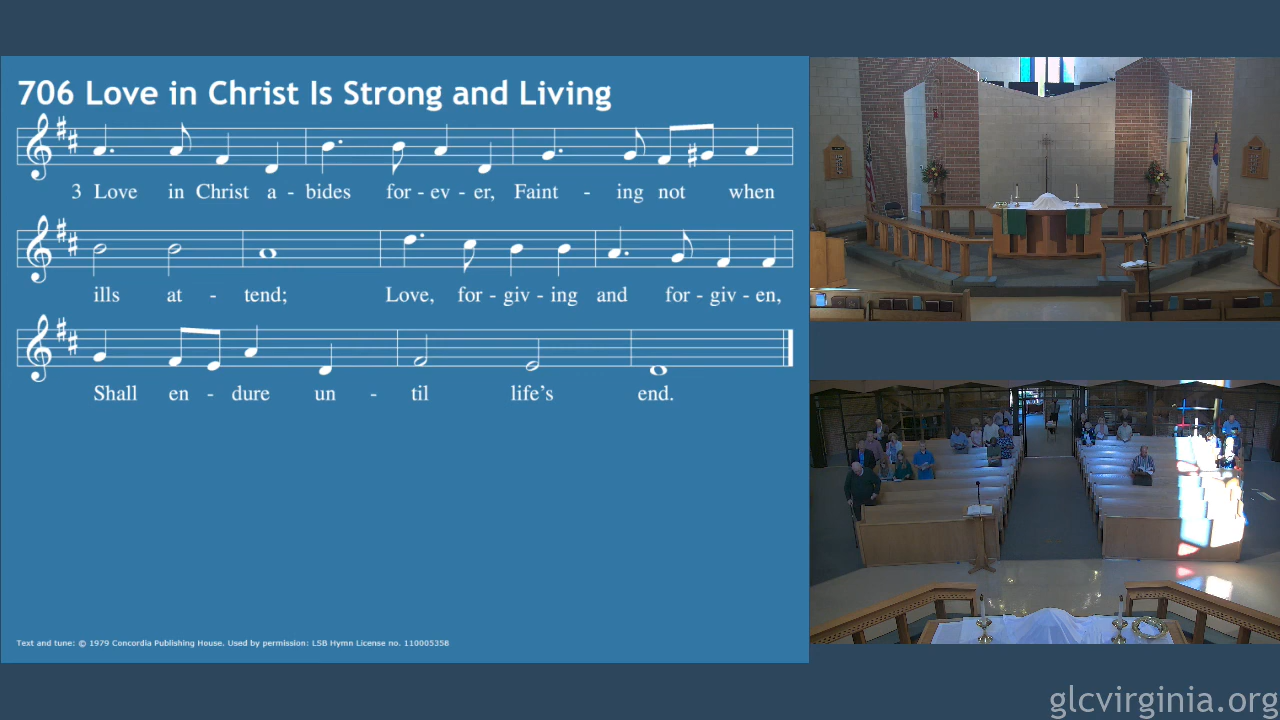 706 Love in Christ Is Strong and Living
3 Love in Christ a - bides for - ev - er, Faint - ing not when
ills at - tend; Love, for - giv - ing and for - giv - en,
Shall en - dure un - til life's end.
Text and tune: © 1979 Concordia Publishing House. Used by permission: LSB Hymn License no. 110005358
glcvirginia.org